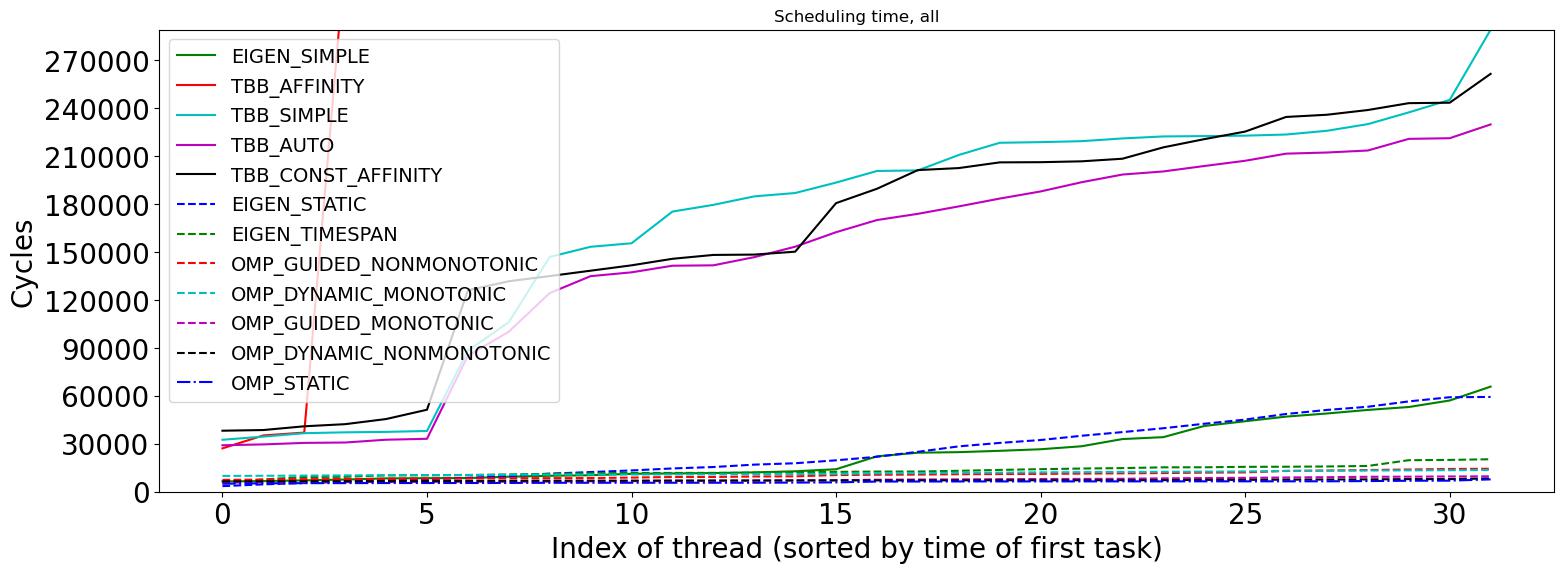 Scheduling time, all
EIGEN_SIMPLE
TBB_AFFINITY
TBB_SIMPLE
TBB_AUTO
TBB_CONST_AFFINITY
EIGEN_STATIC
EIGEN_TIMESPAN
OMP_GUIDED_NONMONOTONIC
OMP_DYNAMIC_MONOTONIC
OMP_GUIDED_MONOTONIC
OMP_DYNAMIC_NONMONOTONIC
OMP_STATIC
Cycles
270000
240000
210000
180000
150000
120000
90000
60000
30000
0
0 5 10 15 20 25 30
Index of thread (sorted by time of first task)